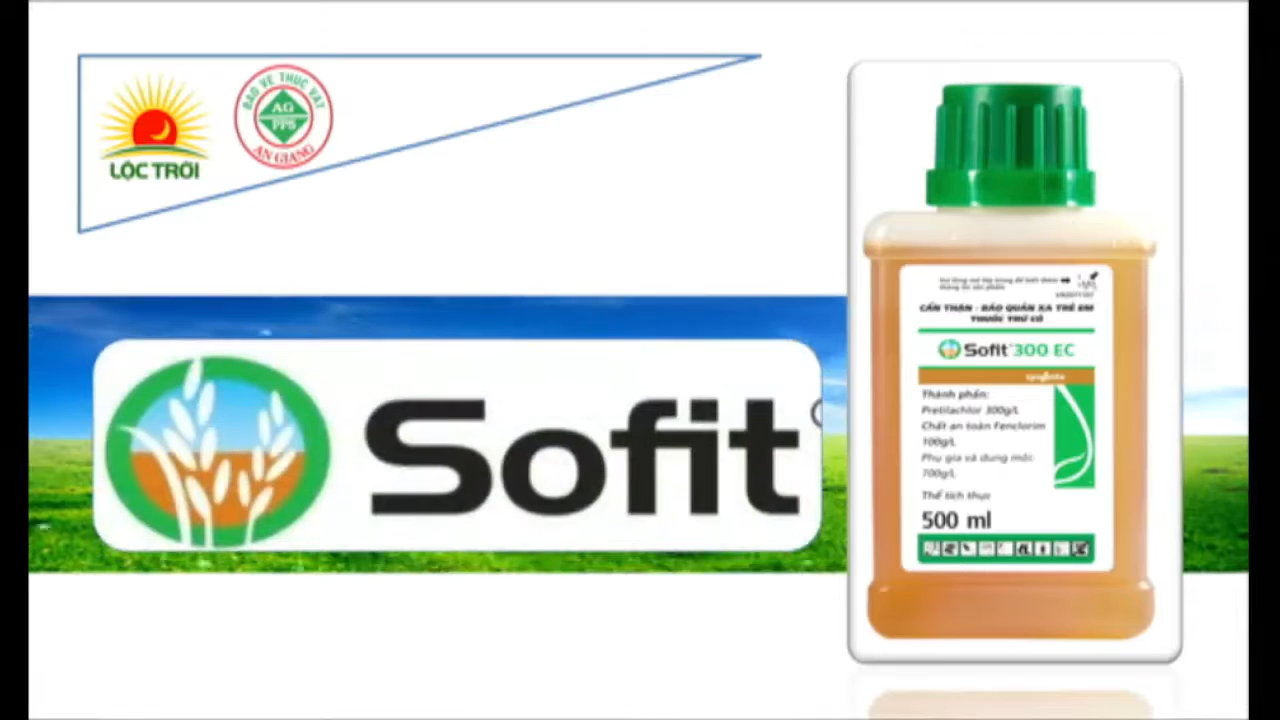 LỘC TRỜI
BẢO VỆ THỰC VẬT
AG
PPS
AN GIANG
Sofit
CẨN THẬN - BẢO QUẢN XA TRẺ EM
THUỐC TRỪ CỎ
Sofit 300 EC
syngenta
Thành phần:
Pretilachlor 300g/L
Chất an toàn Fenclorim
100g/L
Phụ gia và dung môi:
700g/L
Thể tích thực
500 ml